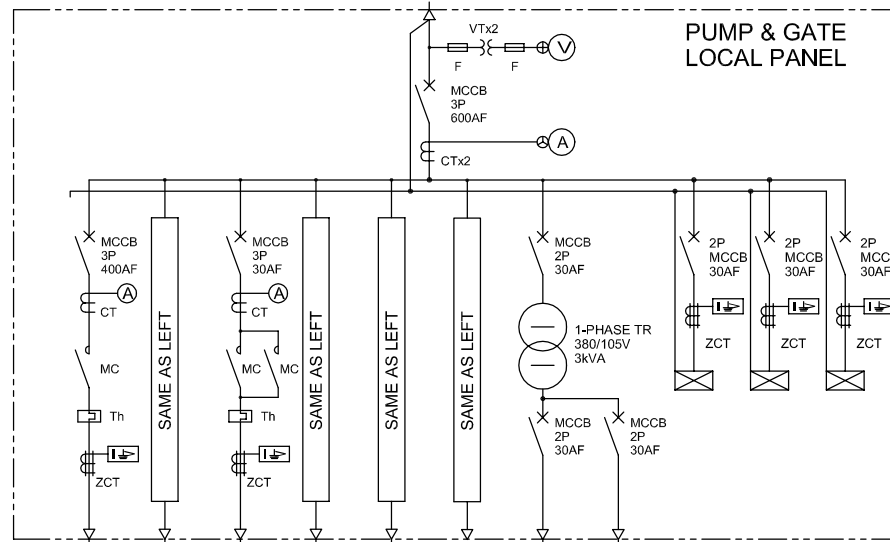 PUMP & GATE
LOCAL PANEL
VTx2
F
F
V
MCCB
3P
600AF
A
CTx2
MCCB
3P
400AF
A
CT
MC
Th
ZCT
SAME AS LEFT
MCCB
3P
30AF
A
CT
MC
MC
Th
ZCT
SAME AS LEFT
SAME AS LEFT
SAME AS LEFT
MCCB
2P
30AF
1-PHASE TR
380/105V
3kVA
MCCB
2P
30AF
MCCB
2P
30AF
2P
MCCB
30AF
ZCT
2P
MCCB
30AF
ZCT
2P
MCC
30AF
ZCT